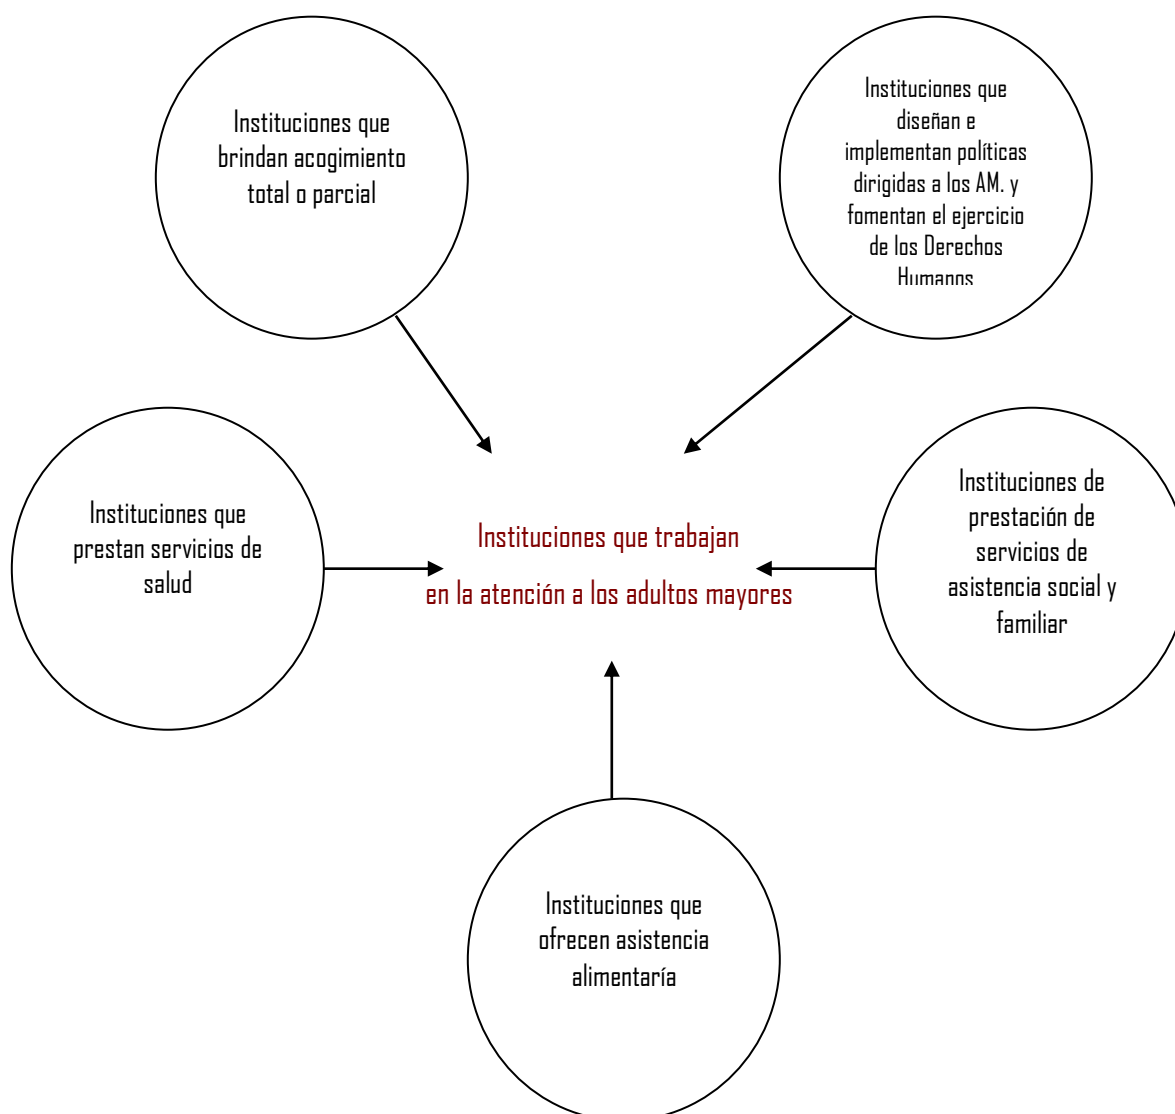 Instituciones que
brindan acogimiento
total o parcial
Instituciones que
diseñan e
implementan políticas
dirigidas a los AM. y
fomentan el ejercicio
de los Derechos
Humanos
Instituciones que
prestan servicios de
salud
Instituciones que trabajan
en la atención a los adultos mayores
Instituciones de
prestación de
servicios de
asistencia social y
familiar
Instituciones que
ofrecen asistencia
alimentaría